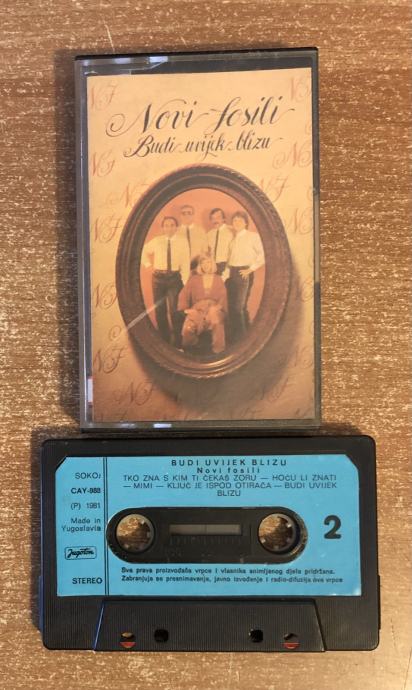 Novi fosili
Budi uvijek blizu
BUDI UVIJEK BLIZU
Novi fosili
TKO ZNA S KIM TI ČEKAŠ ZORU — HOĆU LI ZNATI
— MIMI — KLJUČ JE ISPOD OTIRAČA — BUDI UVIJEK
BLIZU
SOKOJ
CAY-988
(P) 1981
Made in
Yugoslavia
Jugoton
STEREO
2
Sva prava proizvođača vrpce i vlasnika snimljenog djela pridržana.
Zabranjuje se presnimavanje, javno izvođenje i radio-difuzija ove vrpce